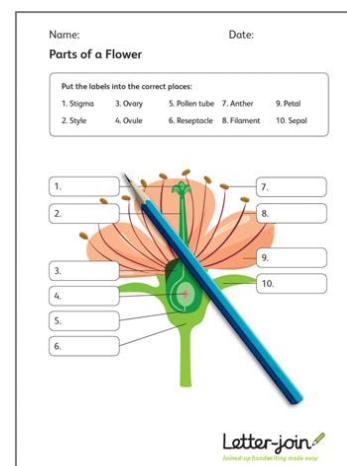 Name: Date:
Parts of a Flower
Put the labels into the correct places:
1. Stigma 3. Ovary 5. Pollen tube 7. Anther 9. Petal
2. Style 4. Ovule 6. Reseptacle 8. Filament 10. Sepal
1. 7.
2. 8.
9.
3. 10.
4.
5.
6.
Letter-join
Joined-up handwriting made easy